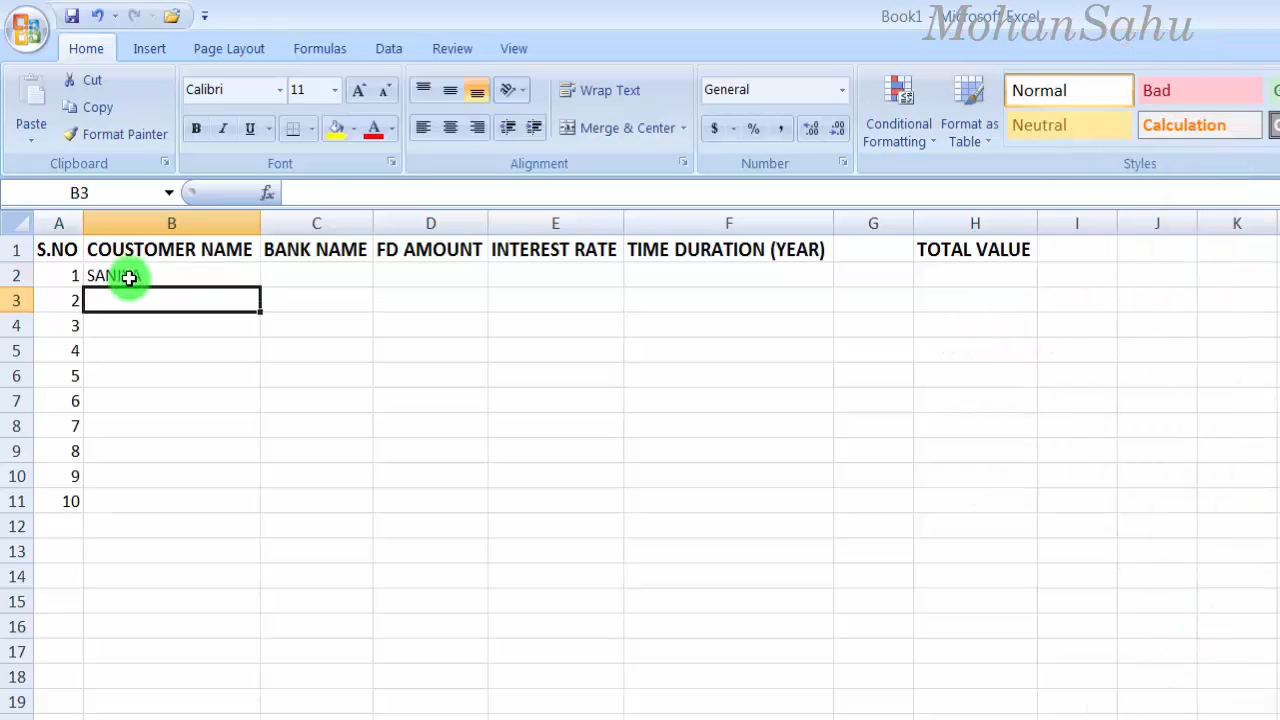 Book1 - Microsoft Excel
MohanSahu
Home Insert Page Layout Formulas Data Review View
Paste
Cut
Copy
Format Painter
Clipboard
Calibri 11
B I U
Font
Wrap Text
Merge & Center
Alignment
General
$ % ,
Number
Conditional Formatting
Format as Table
Normal Bad
Neutral Calculation
Styles
B3 fx
A B C D E F G H I J K
1 S.NO COUSTOMER NAME BANK NAME FD AMOUNT INTEREST RATE TIME DURATION (YEAR) TOTAL VALUE
2 1
3 2
4 3
5 4
6 5
7 6
8 7
9 8
10 9
11 10
12
13
14
15
16
17
18
19